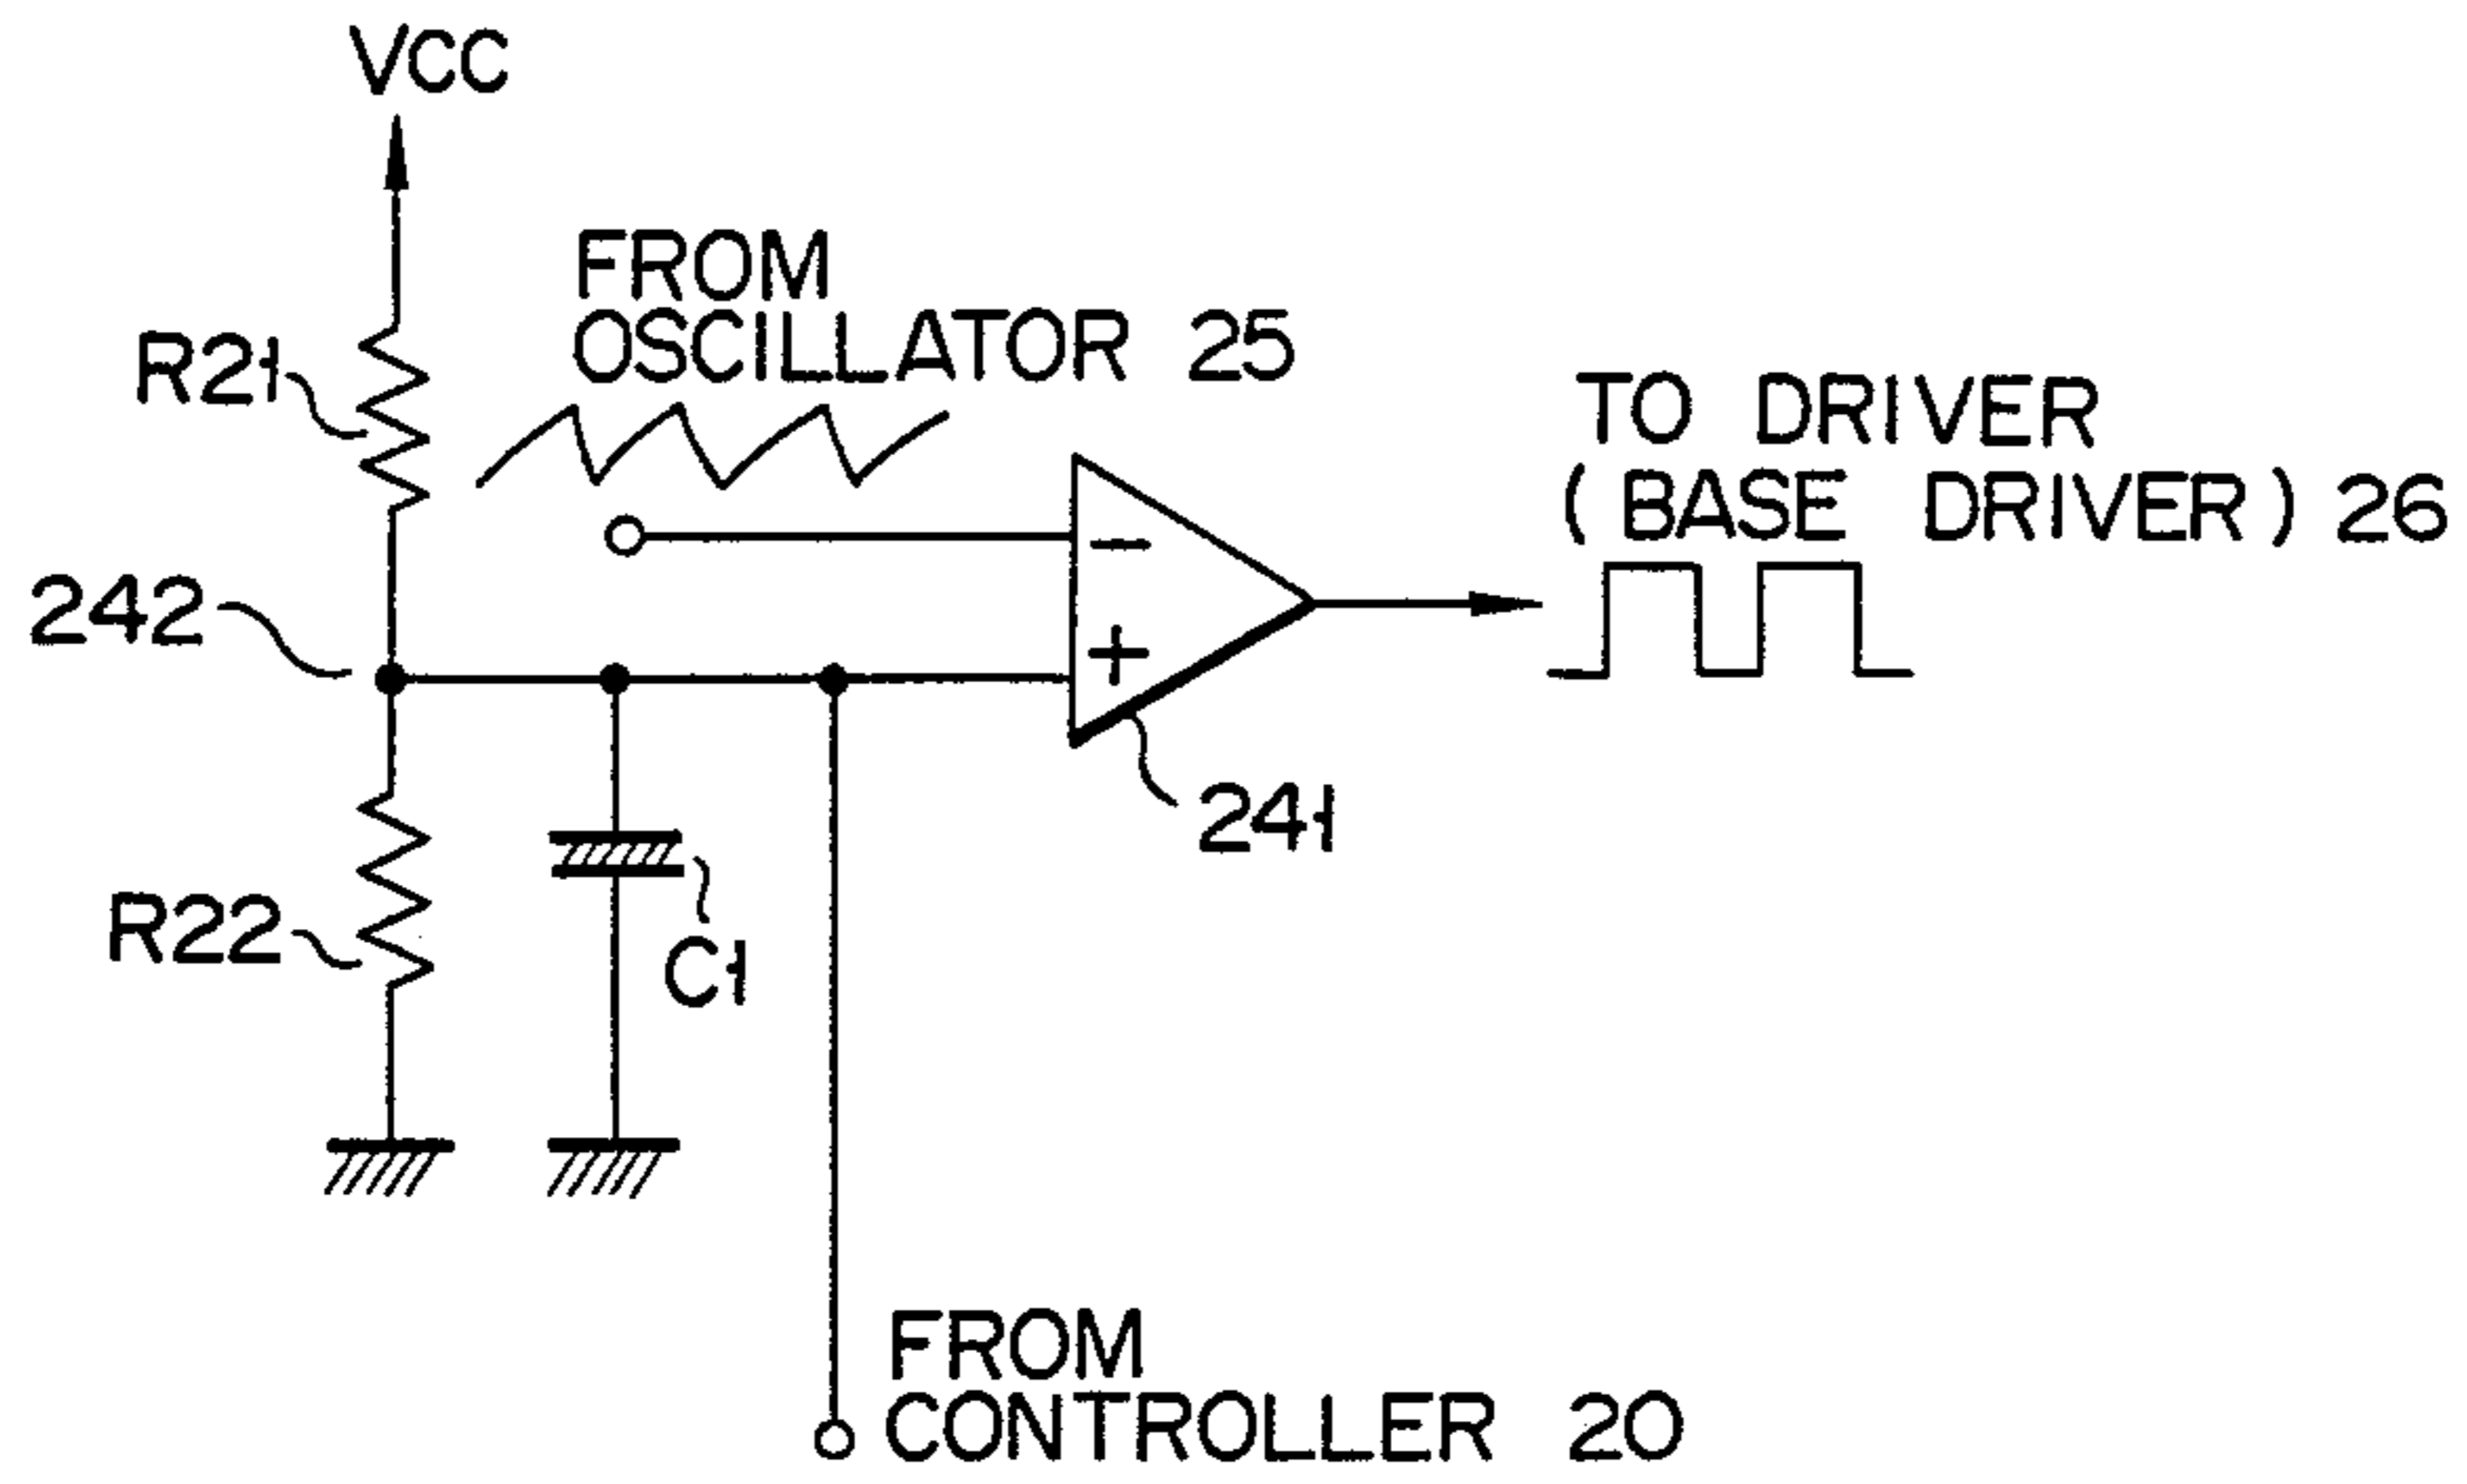 VCC
FROM
OSCILLATOR 25
R21
TO DRIVER
(BASE DRIVER) 26
−
242
+
241
R22
C1
FROM
CONTROLLER 20